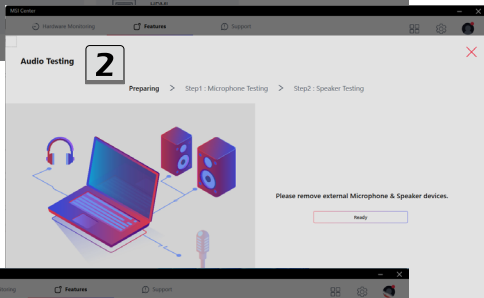 MSI Center
Hardware Monitoring
Features
Support
Audio Testing
2
Preparing > Step1 : Microphone Testing > Step2 : Speaker Testing
Please remove external Microphone & Speaker devices.
Ready
Features
Support